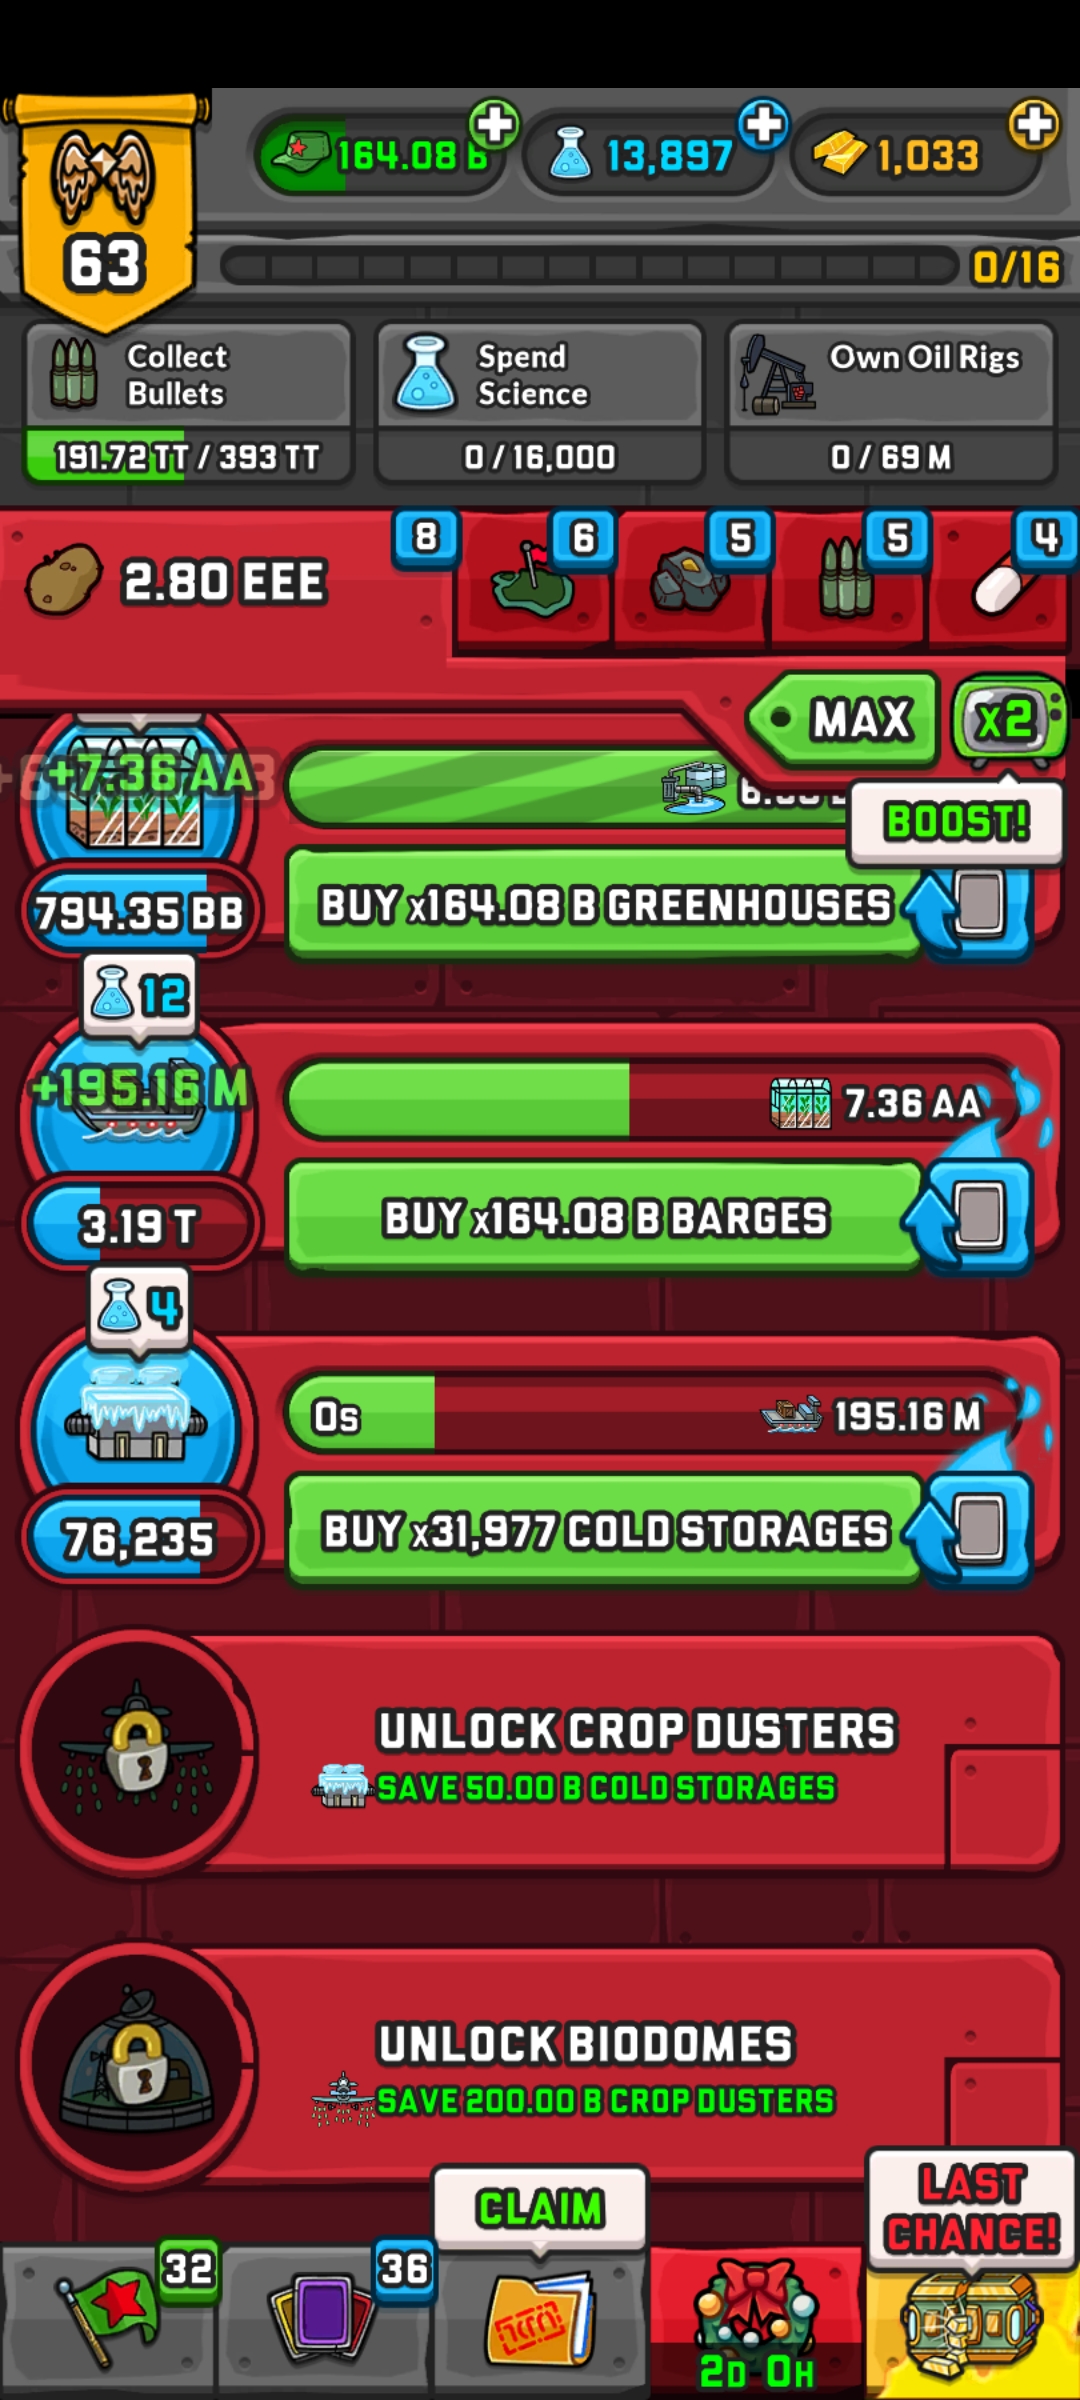 164.08 B
13,897
1,033
63
0/16
Collect
Bullets
191.72 TT / 393 TT
Spend
Science
0 / 16,000
Own Oil Rigs
0 / 69 M
2.80 EEE
8
6
5
5
4
MAX
x2
BOOST!
+7.36 AA
794.35 BB
BUY x164.08 B GREENHOUSES
12
+195.16 M
7.36 AA
3.19 T
BUY x164.08 B BARGES
4
0s
195.16 M
76,235
BUY x31,977 COLD STORAGES
UNLOCK CROP DUSTERS
SAVE 50.00 B COLD STORAGES
UNLOCK BIODOMES
SAVE 200.00 B CROP DUSTERS
CLAIM
LAST
CHANCE!
32
36
2D 0H